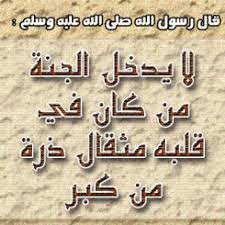 قال رسول الله صلى الله عليه وسلم :
لا يدخل الجنة
من كان في
قلبه مثقال ذرة
من كبر